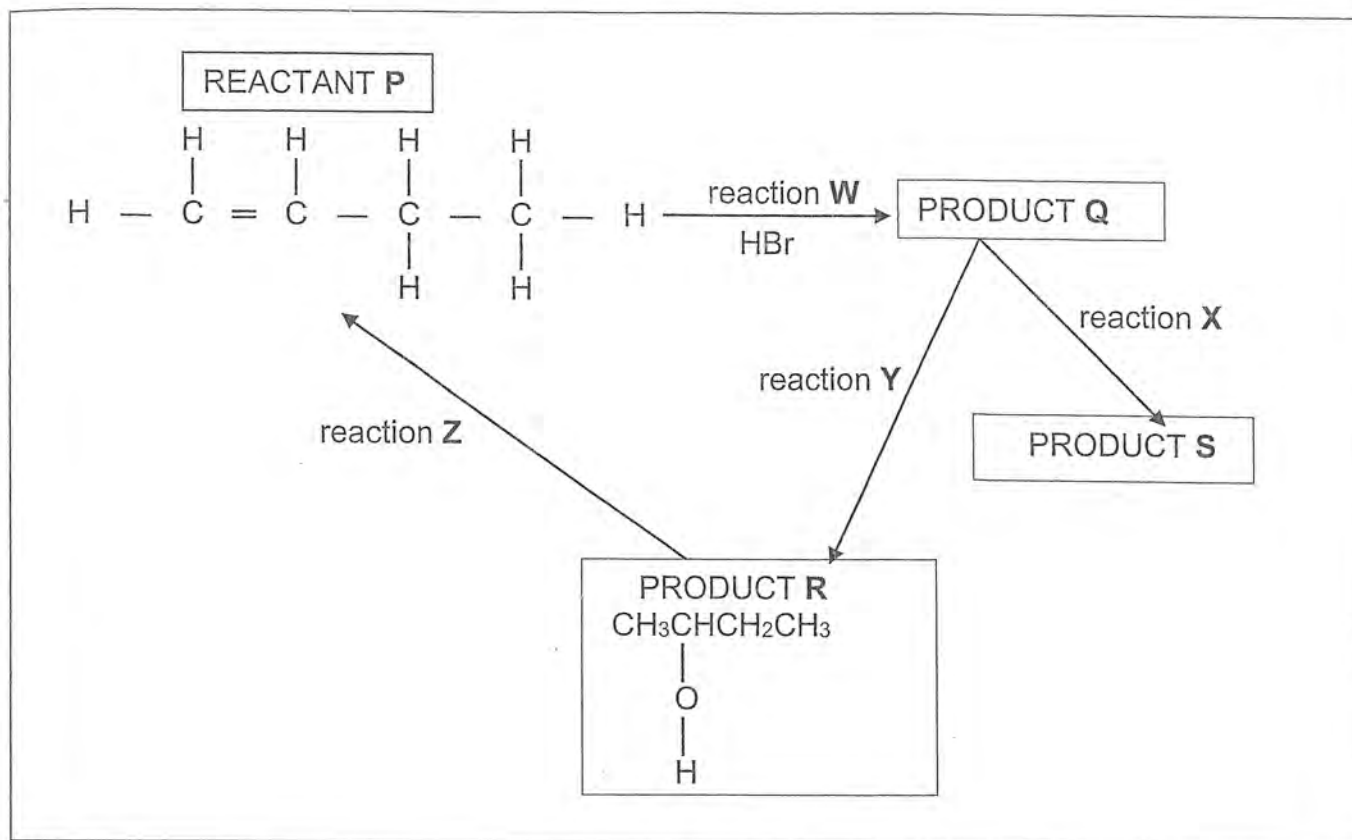 REACTANT P
H H H H
H — C = C — C — C — H
H H
reaction W
HBr
PRODUCT Q
reaction X
reaction Y
PRODUCT S
reaction Z
PRODUCT R
CH₃CHCH₂CH₃
O
H